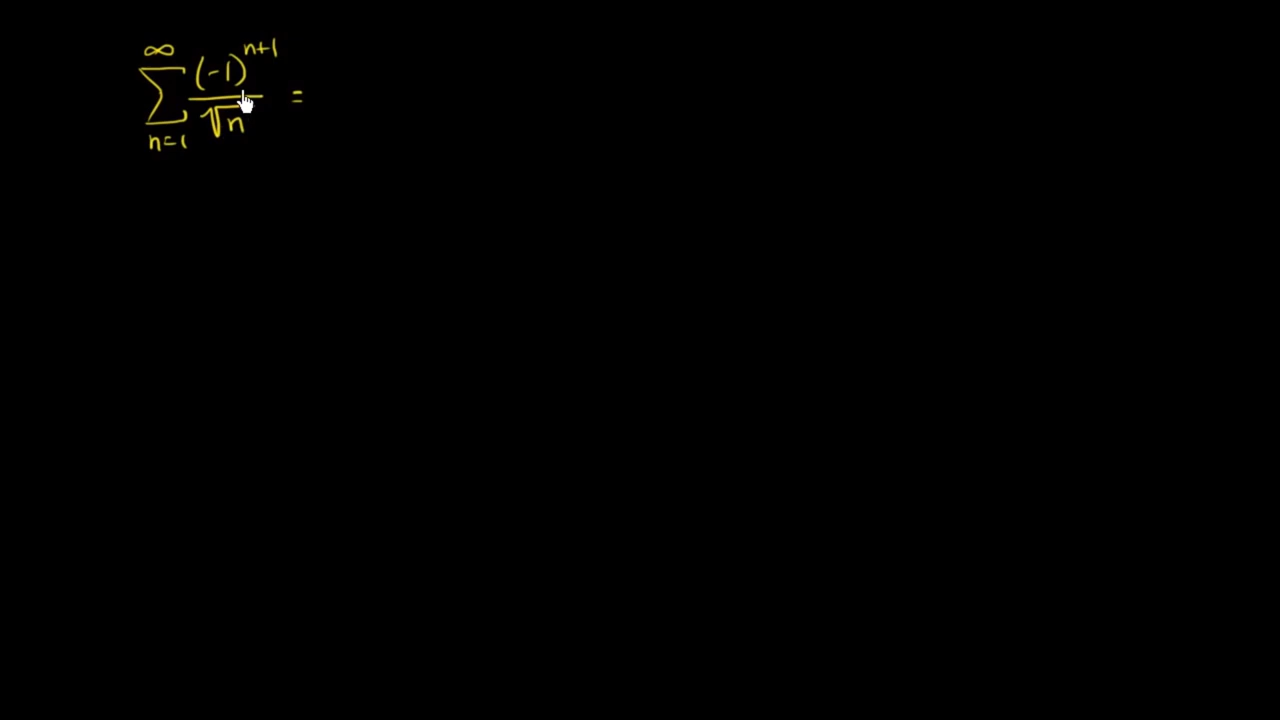 ∞
∑ (-1)^{n+1} / √n =
n=1